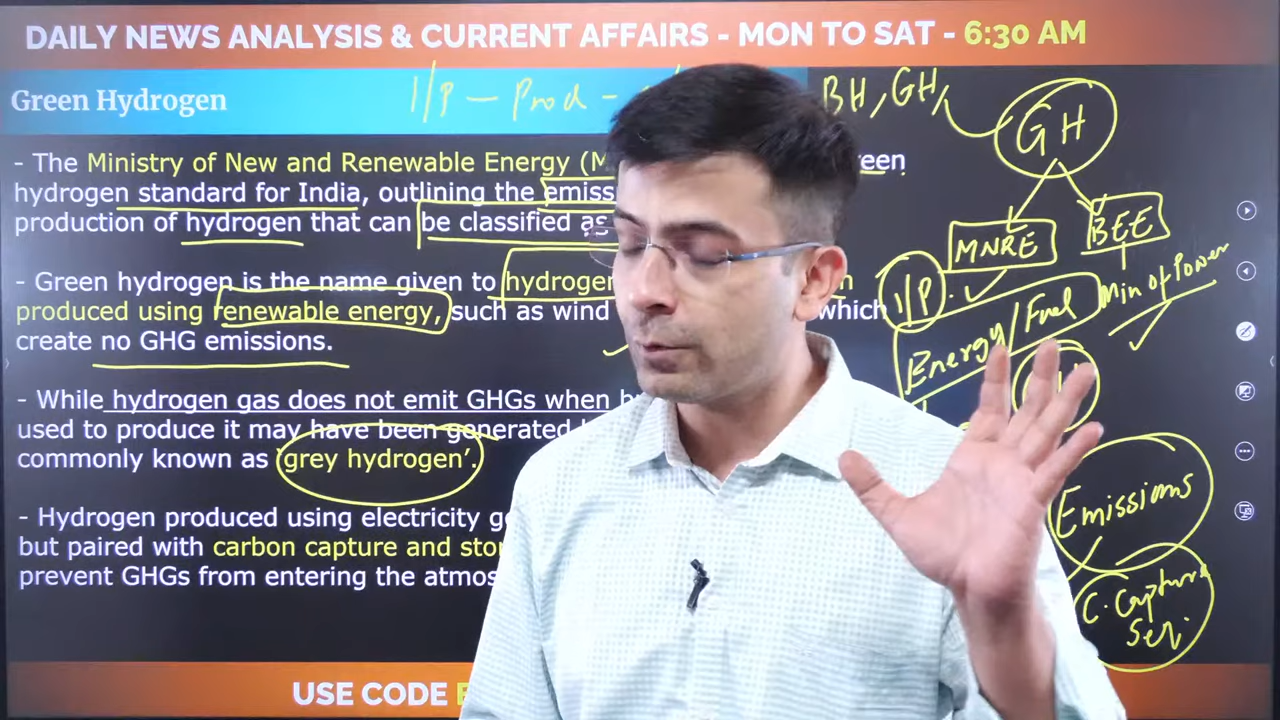 DAILY NEWS ANALYSIS & CURRENT AFFAIRS - MON TO SAT - 6:30 AM
Green Hydrogen
I/P - Prod -
BH, GH,
GH
- The Ministry of New and Renewable Energy (M
hydrogen standard for India, outlining the emiss
production of hydrogen that can be classified as
MNRE
BEE
I/P.
Min of Power
Energy/Fuel
- Green hydrogen is the name given to hydrogen
produced using renewable energy, such as wind which
create no GHG emissions.
- While hydrogen gas does not emit GHGs when
used to produce it may have been generated
commonly known as 'grey hydrogen'.
Emissions
- Hydrogen produced using electricity
but paired with carbon capture and
prevent GHGs from entering the
C. Capture
Seq.
USE CODE